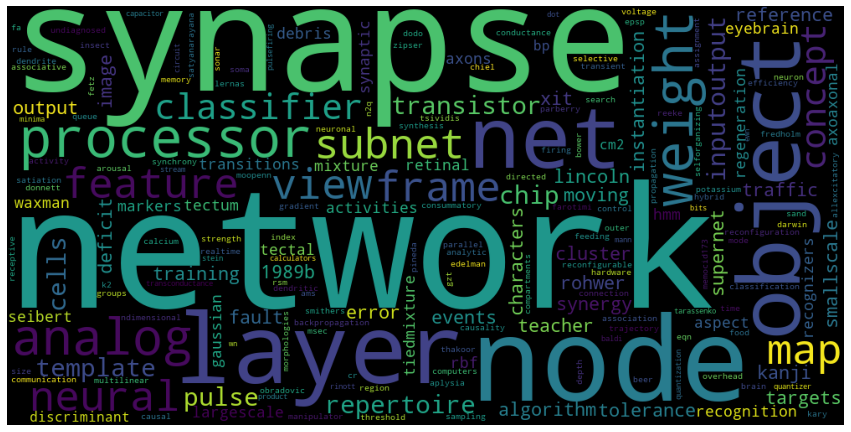 synapse
network
object
node
layer
net
processor
analog
neural
weight
map
frame
view
feature
subnet
classifier
transistor
concept
inputoutput
template
pulse
repertoire
chip
lincoln
moving
kanji
targets
rohwer
synergy
cluster
hmm
traffic
aspect
teacher
events
characters
error
fault
gaussian
rbf
tiedmixture
training
1989b
tectal
cells
deficit
markers
tectum
activities
waxman
output
image
debris
axons
synaptic
bp
xit
cm2
instantiation
regeneration
axoaxonal
reference
eyebrain
smallscale
recognizers
supernet
recognition
tolerance
algorithm
discriminant
largescale
seibert
transitions
mixture
retinal
communication
multilinear
causal
manipulator
threshold
sampling
region
product
obradovic
rinott
depth
aplysia
computers
overhead
quantization
beer
brain
quantizer
kary
food
classification
tarassenko
trajectory
association
connection
hardware
reconfigurable
parallel
analytic
realtime
stein
strength
index
calculators
gradient
calcium
k2
groups
dendritic
rsm
ams
smithers
backpropagation
msec
morphologies
wn
size
cr
receptive
satiation
donnett
arousal
stream
synchrony
activity
queue
minima
neuronal
synthesis
tsividis
parberry
n2q
moopenn
consummatory
directed
firing
bower
search
selective
transient
conductance
voltage
epsp
dot
pulsefiring
zipser
dodo
capacitor
undiagnosed
insect
fa
rule
dendrite
associative
satyanarayana
circuit
sonar
memory
soma
fetz
lernas
chiel
neuron
efficiency
assignment
reeke
selforganizing
fredholm
propagation
potassium
hybrid
allexcitatory
bits
sand
darwin
reconfiguration
mode
time
control
outer
feeding
mann
pineda
edelman
compartments
causality
thakoor
eqn